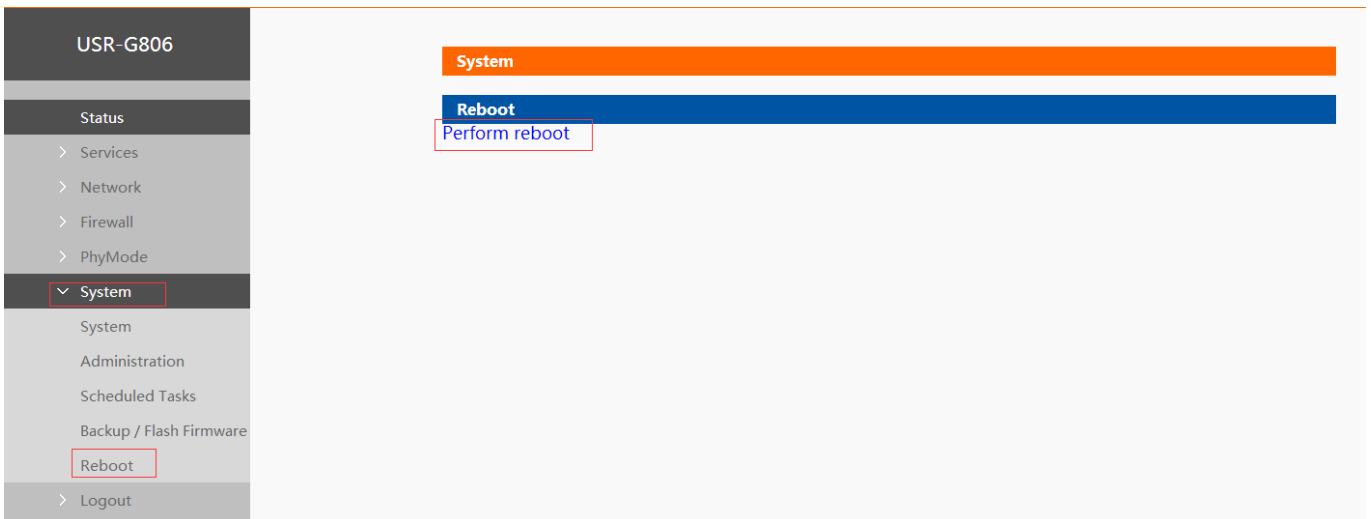 USR-G806
Status
Services
Network
Firewall
PhyMode
System
System
Administration
Scheduled Tasks
Backup / Flash Firmware
Reboot
Logout
System
Reboot
Perform reboot